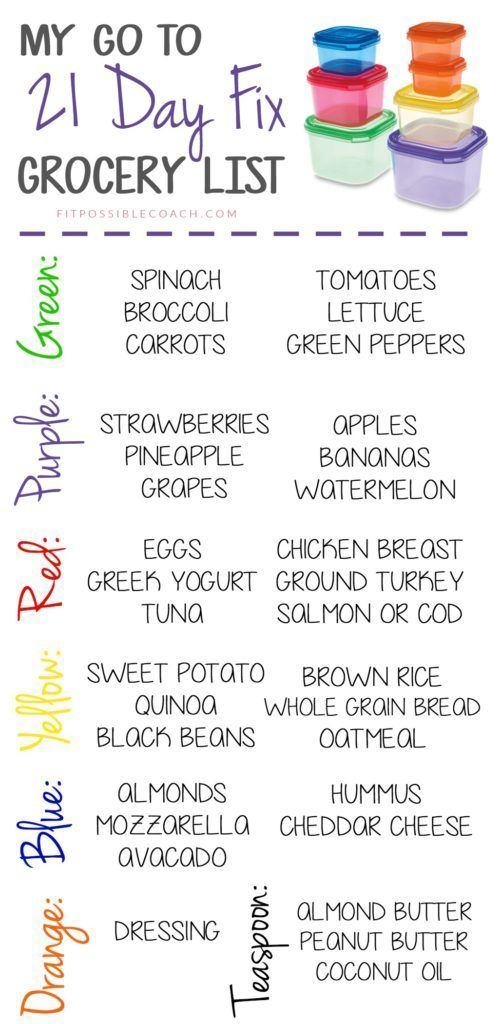 MY GO TO
21 Day Fix
GROCERY LIST
FITPOSSIBLECOACH.COM
Green:
SPINACH TOMATOES
BROCCOLI LETTUCE
CARROTS GREEN PEPPERS
Purple:
STRAWBERRIES APPLES
PINEAPPLE BANANAS
GRAPES WATERMELON
Red:
EGGS CHICKEN BREAST
GREEK YOGURT GROUND TURKEY
TUNA SALMON OR COD
Yellow:
SWEET POTATO BROWN RICE
QUINOA WHOLE GRAIN BREAD
BLACK BEANS OATMEAL
Blue:
ALMONDS HUMMUS
MOZZARELLA CHEDDAR CHEESE
AVACADO
Orange:
DRESSING
Teaspoon:
ALMOND BUTTER
PEANUT BUTTER
COCONUT OIL